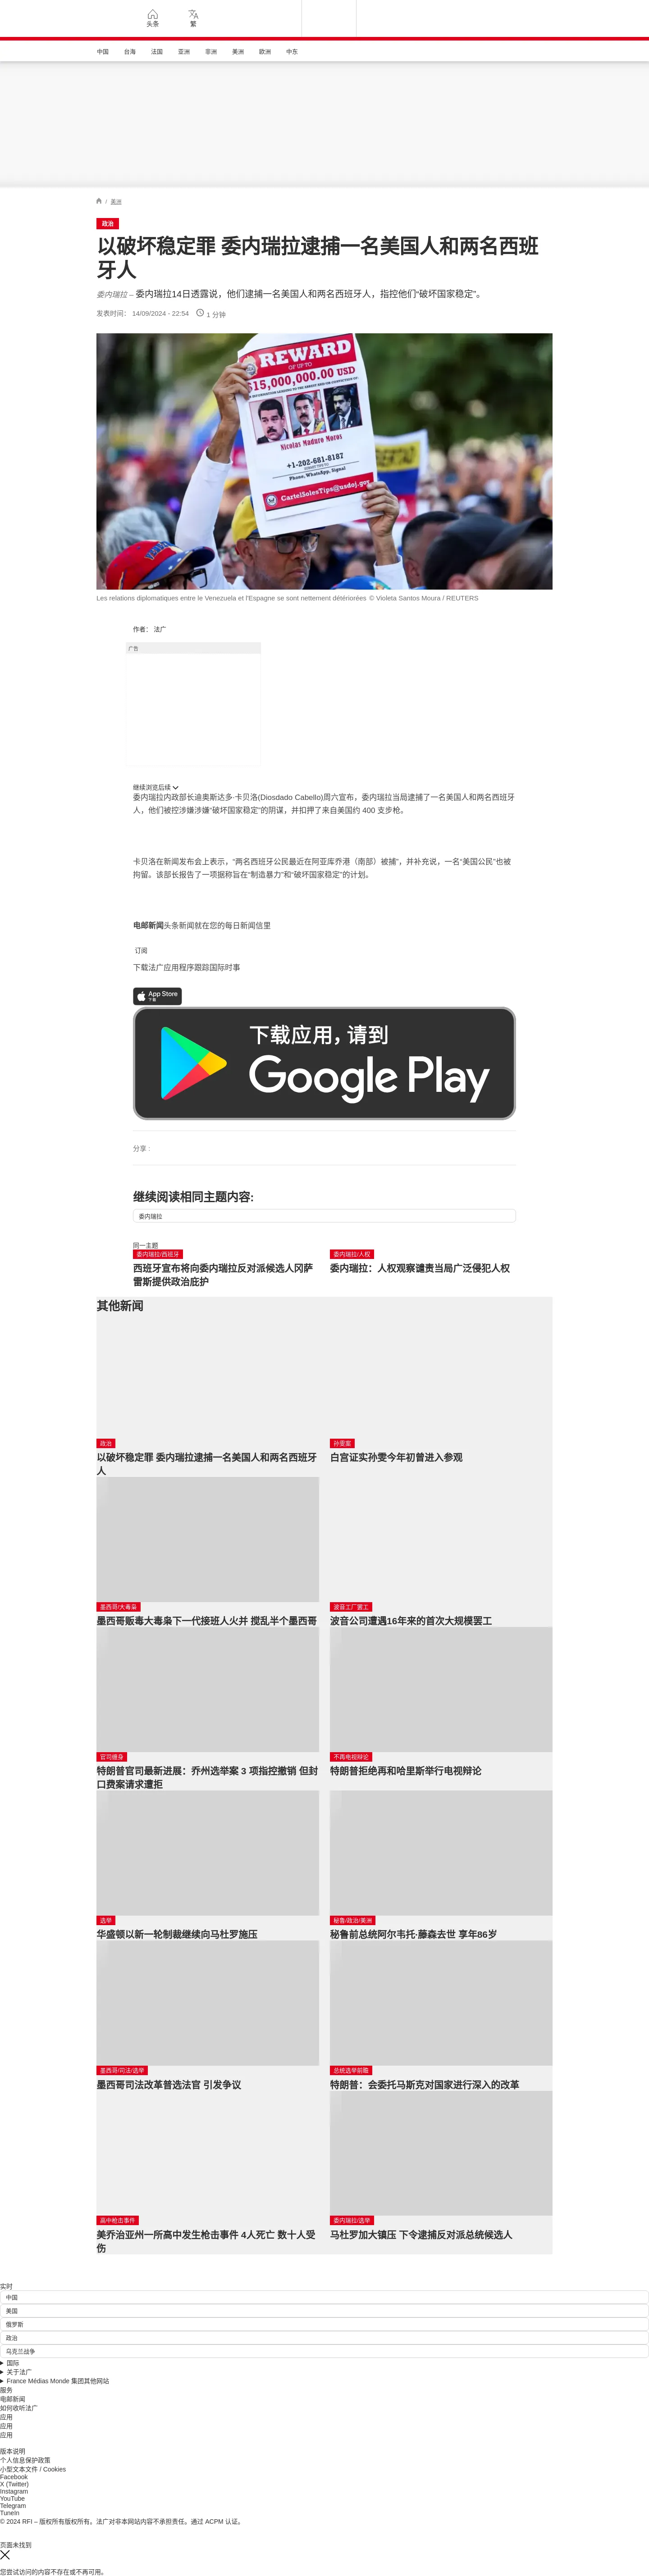 头条
繁
中国 台海 法国 亚洲 非洲 美洲 欧洲 中东
/ 美洲
政治
以破坏稳定罪 委内瑞拉逮捕一名美国人和两名西班
牙人
委内瑞拉 – 委内瑞拉14日透露说，他们逮捕一名美国人和两名西班牙人，指控他们“破坏国家稳定”。
发表时间： 14/09/2024 - 22:54 1 分钟
REWARD
OF UP TO
$15,000,000.00 USD
Nicolas Maduro Moros
+1-202-681-8187
Phone, WhatsApp, Signal
CartelSolesTips@usdoj.gov
Les relations diplomatiques entre le Venezuela et l'Espagne se sont nettement détériorées © Violeta Santos Moura / REUTERS
作者： 法广
广告
继续浏览后续
委内瑞拉内政部长迪奥斯达多·卡贝洛(Diosdado Cabello)周六宣布，委内瑞拉当局逮捕了一名美国人和两名西班牙
人，他们被控涉嫌涉嫌“破坏国家稳定”的阴谋，并扣押了来自美国约 400 支步枪。
卡贝洛在新闻发布会上表示，“两名西班牙公民最近在阿亚库乔港（南部）被捕”，并补充说，一名“美国公民”也被
拘留。该部长报告了一项据称旨在“制造暴力”和“破坏国家稳定”的计划。
电邮新闻头条新闻就在您的每日新闻信里
订阅
下载法广应用程序跟踪国际时事
App Store
下载
下载应用，请到
Google Play
分享 :
继续阅读相同主题内容:
委内瑞拉
同一主题
委内瑞拉/西班牙
西班牙宣布将向委内瑞拉反对派候选人冈萨
雷斯提供政治庇护
委内瑞拉/人权
委内瑞拉：人权观察谴责当局广泛侵犯人权
其他新闻
政治
以破坏稳定罪 委内瑞拉逮捕一名美国人和两名西班牙
人
孙雯案
白宫证实孙雯今年初曾进入参观
墨西哥/大毒枭
墨西哥贩毒大毒枭下一代接班人火并 搅乱半个墨西哥
波音工厂罢工
波音公司遭遇16年来的首次大规模罢工
官司缠身
特朗普官司最新进展：乔州选举案 3 项指控撤销 但封
口费案请求遭拒
不再电视辩论
特朗普拒绝再和哈里斯举行电视辩论
选举
华盛顿以新一轮制裁继续向马杜罗施压
秘鲁/政治/美洲
秘鲁前总统阿尔韦托·藤森去世 享年86岁
墨西哥/司法/选举
墨西哥司法改革普选法官 引发争议
总统选举前瞻
特朗普：会委托马斯克对国家进行深入的改革
高中枪击事件
美乔治亚州一所高中发生枪击事件 4人死亡 数十人受
伤
委内瑞拉/选举
马杜罗加大镇压 下令逮捕反对派总统候选人
实时
中国
美国
俄罗斯
政治
乌克兰战争
国际
关于法广
France Médias Monde 集团其他网站
服务
电邮新闻
如何收听法广
应用
应用
应用
版本说明
个人信息保护政策
小型文本文件 / Cookies
Facebook
X (Twitter)
Instagram
YouTube
Telegram
TuneIn
© 2024 RFI – 版权所有版权所有。法广对非本网站内容不承担责任。通过 ACPM 认证。
页面未找到
您尝试访问的内容不存在或不再可用。